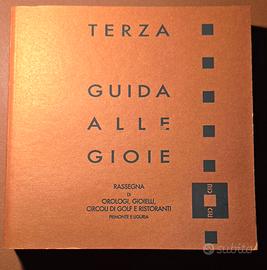 TERZA
GUIDA
ALLE
GIOIE
RASSEGNA
DI
OROLOGI, GIOIELLI,
CIRCOLI DI GOLF E RISTORANTI
PIEMONTE E LIGURIA
subito